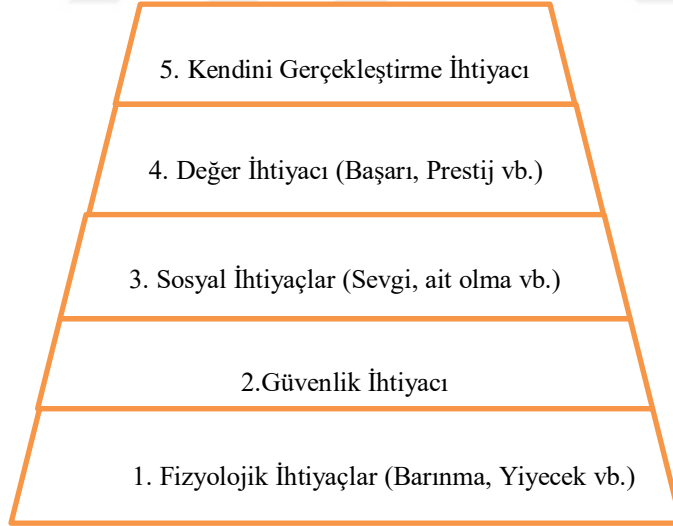 5. Kendini Gerçekleştirme İhtiyacı
4. Değer İhtiyacı (Başarı, Prestij vb.)
3. Sosyal İhtiyaçlar (Sevgi, ait olma vb.)
2.Güvenlik İhtiyacı
1. Fizyolojik İhtiyaçlar (Barınma, Yiyecek vb.)